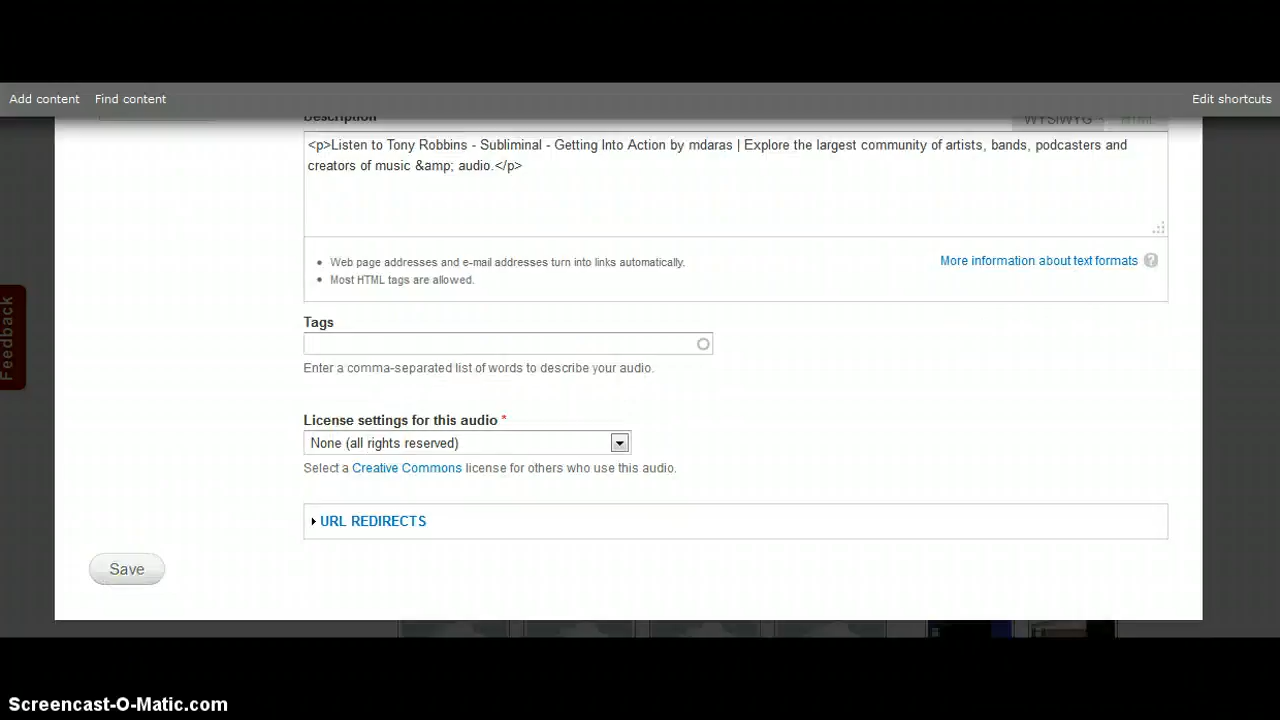 Add content Find content Edit shortcuts
Description WYSIWYG HTML
<p>Listen to Tony Robbins - Subliminal - Getting Into Action by mdaras | Explore the largest community of artists, bands, podcasters and
creators of music &amp; audio.</p>
Web page addresses and e-mail addresses turn into links automatically.
More information about text formats ?
Most HTML tags are allowed.
Feedback
Tags
Enter a comma-separated list of words to describe your audio.
License settings for this audio *
None (all rights reserved)
Select a Creative Commons license for others who use this audio.
URL REDIRECTS
Save
Screencast-O-Matic.com